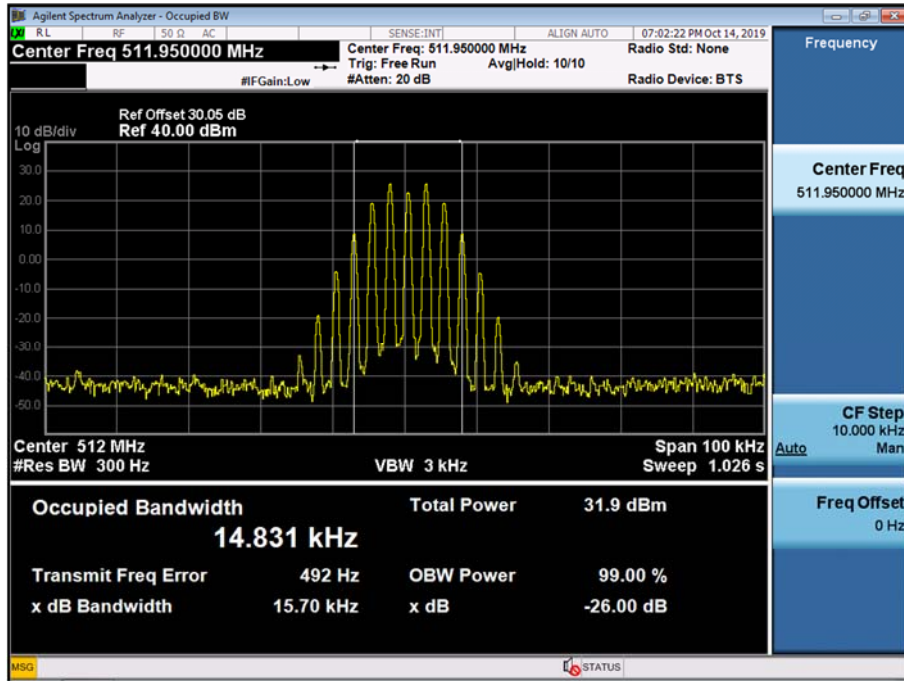 Agilent Spectrum Analyzer - Occupied BW
LXI RL RF 50 Ω AC SENSE:INT ALIGN AUTO 07:02:22 PM Oct 14, 2019
Center Freq 511.950000 MHz
Center Freq: 511.950000 MHz Radio Std: None
Trig: Free Run Avg|Hold: 10/10
#IFGain:Low #Atten: 20 dB Radio Device: BTS
Ref Offset 30.05 dB
10 dB/div Ref 40.00 dBm
Log
30.0
20.0
10.0
0.00
-10.0
-20.0
-30.0
-40.0
-50.0
Center 512 MHz Span 100 kHz
#Res BW 300 Hz VBW 3 kHz Sweep 1.026 s
Occupied Bandwidth Total Power 31.9 dBm
14.831 kHz
Transmit Freq Error 492 Hz OBW Power 99.00 %
x dB Bandwidth 15.70 kHz x dB -26.00 dB
MSG STATUS
Frequency
Center Freq
511.950000 MHz
CF Step
10.000 kHz
Auto Man
Freq Offset
0 Hz